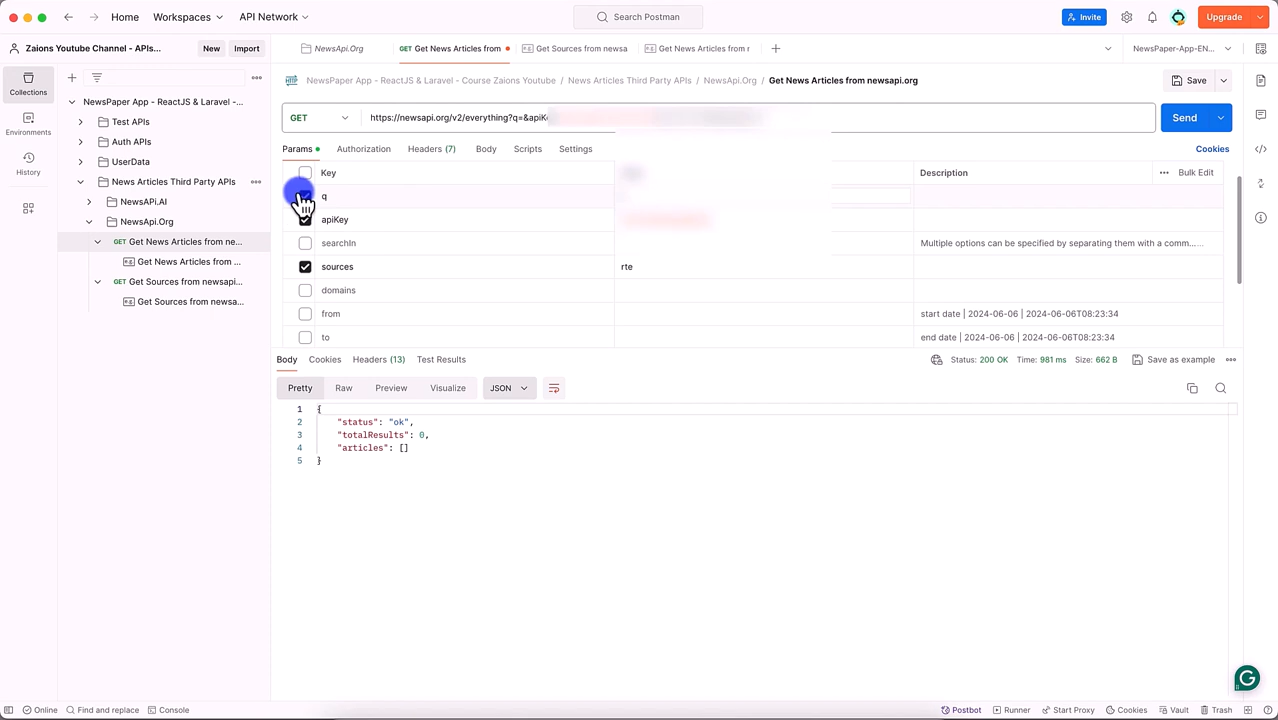 Home Workspaces API Network Search Postman Invite Upgrade
Zaions Youtube Channel - APIs... New Import NewsApi.Org GET Get News Articles from Get Sources from newsa Get News Articles from r NewsPaper-App-EN...
Collections
Environments
History
NewsPaper App - ReactJS & Laravel -...
Test APIs
Auth APIs
UserData
News Articles Third Party APIs
NewsAPi.AI
NewsApi.Org
GET Get News Articles from ne...
Get News Articles from ...
GET Get Sources from newsapi...
Get Sources from newsa...
NewsPaper App - ReactJS & Laravel - Course Zaions Youtube / News Articles Third Party APIs / NewsApi.Org / Get News Articles from newsapi.org Save
GET https://newsapi.org/v2/everything?q=&apiKe Send
Params Authorization Headers (7) Body Scripts Settings Cookies
Key Description Bulk Edit
q
apiKey
searchIn Multiple options can be specified by separating them with a comm......
sources rte
domains
from start date | 2024-06-06 | 2024-06-06T08:23:34
to end date | 2024-06-06 | 2024-06-06T08:23:34
Body Cookies Headers (13) Test Results Status: 200 OK Time: 981 ms Size: 662 B Save as example
Pretty Raw Preview Visualize JSON
1 {
2 "status": "ok",
3 "totalResults": 0,
4 "articles": []
5 }
Online Find and replace Console Postbot Runner Start Proxy Cookies Vault Trash